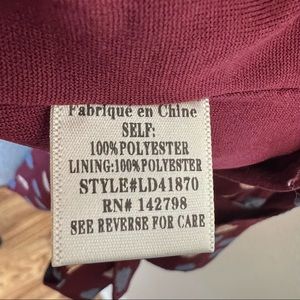 Fabriqué en Chine
SELF:
100%POLYESTER
LINING:100%POLYESTER
STYLE#LD41870
RN# 142798
SEE REVERSE FOR CARE